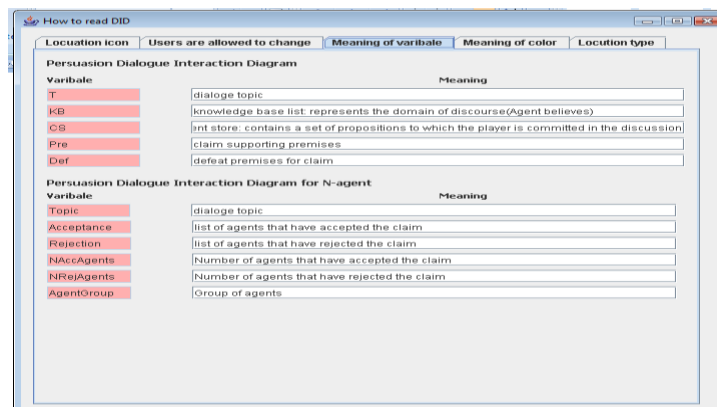 How to read DID
Locuation icon Users are allowed to change Meaning of varibale Meaning of color Locution type
Persuasion Dialogue Interaction Diagram
Varibale Meaning
T dialoge topic
KB knowledge base list: represents the domain of discourse(Agent believes)
CS ent store: contains a set of propositions to which the player is committed in the discussion
Pre claim supporting premises
Def defeat premises for claim
Persuasion Dialogue Interaction Diagram for N-agent
Varibale Meaning
Topic dialoge topic
Acceptance list of agents that have accepted the claim
Rejection list of agents that have rejected the claim
NAccAgents Number of agents that have accepted the claim
NRejAgents Number of agents that have rejected the claim
AgentGroup Group of agents